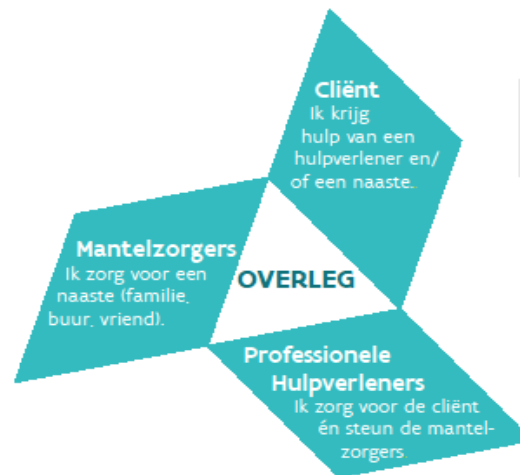 Cliënt
Ik krijg
hulp van een
hulpverlener en/
of een naaste.
Mantelzorgers
Ik zorg voor een
naaste (familie,
buur, vriend).
OVERLEG
Professionele
Hulpverleners
Ik zorg voor de cliënt
én steun de mantel-
zorgers.